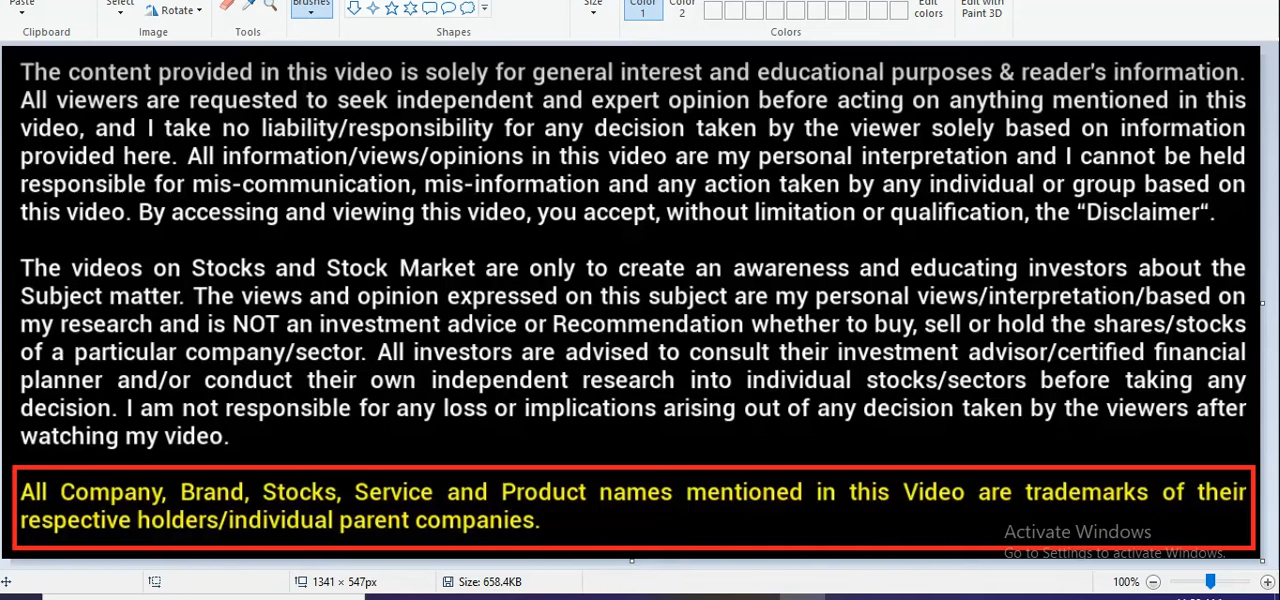 Paste
Select
Rotate
Brushes
Size
Color 1
Color 2
Edit colors
Edit with Paint 3D
Clipboard
Image
Tools
Shapes
Colors
The content provided in this video is solely for general interest and educational purposes & reader's information.
All viewers are requested to seek independent and expert opinion before acting on anything mentioned in this
video, and I take no liability/responsibility for any decision taken by the viewer solely based on information
provided here. All information/views/opinions in this video are my personal interpretation and I cannot be held
responsible for mis-communication, mis-information and any action taken by any individual or group based on
this video. By accessing and viewing this video, you accept, without limitation or qualification, the “Disclaimer“.
The videos on Stocks and Stock Market are only to create an awareness and educating investors about the
Subject matter. The views and opinion expressed on this subject are my personal views/interpretation/based on
my research and is NOT an investment advice or Recommendation whether to buy, sell or hold the shares/stocks
of a particular company/sector. All investors are advised to consult their investment advisor/certified financial
planner and/or conduct their own independent research into individual stocks/sectors before taking any
decision. I am not responsible for any loss or implications arising out of any decision taken by the viewers after
watching my video.
All Company, Brand, Stocks, Service and Product names mentioned in this Video are trademarks of their
respective holders/individual parent companies.
Activate Windows
Go to Settings to activate Windows.
1341 × 547px
Size: 658.4KB
100%